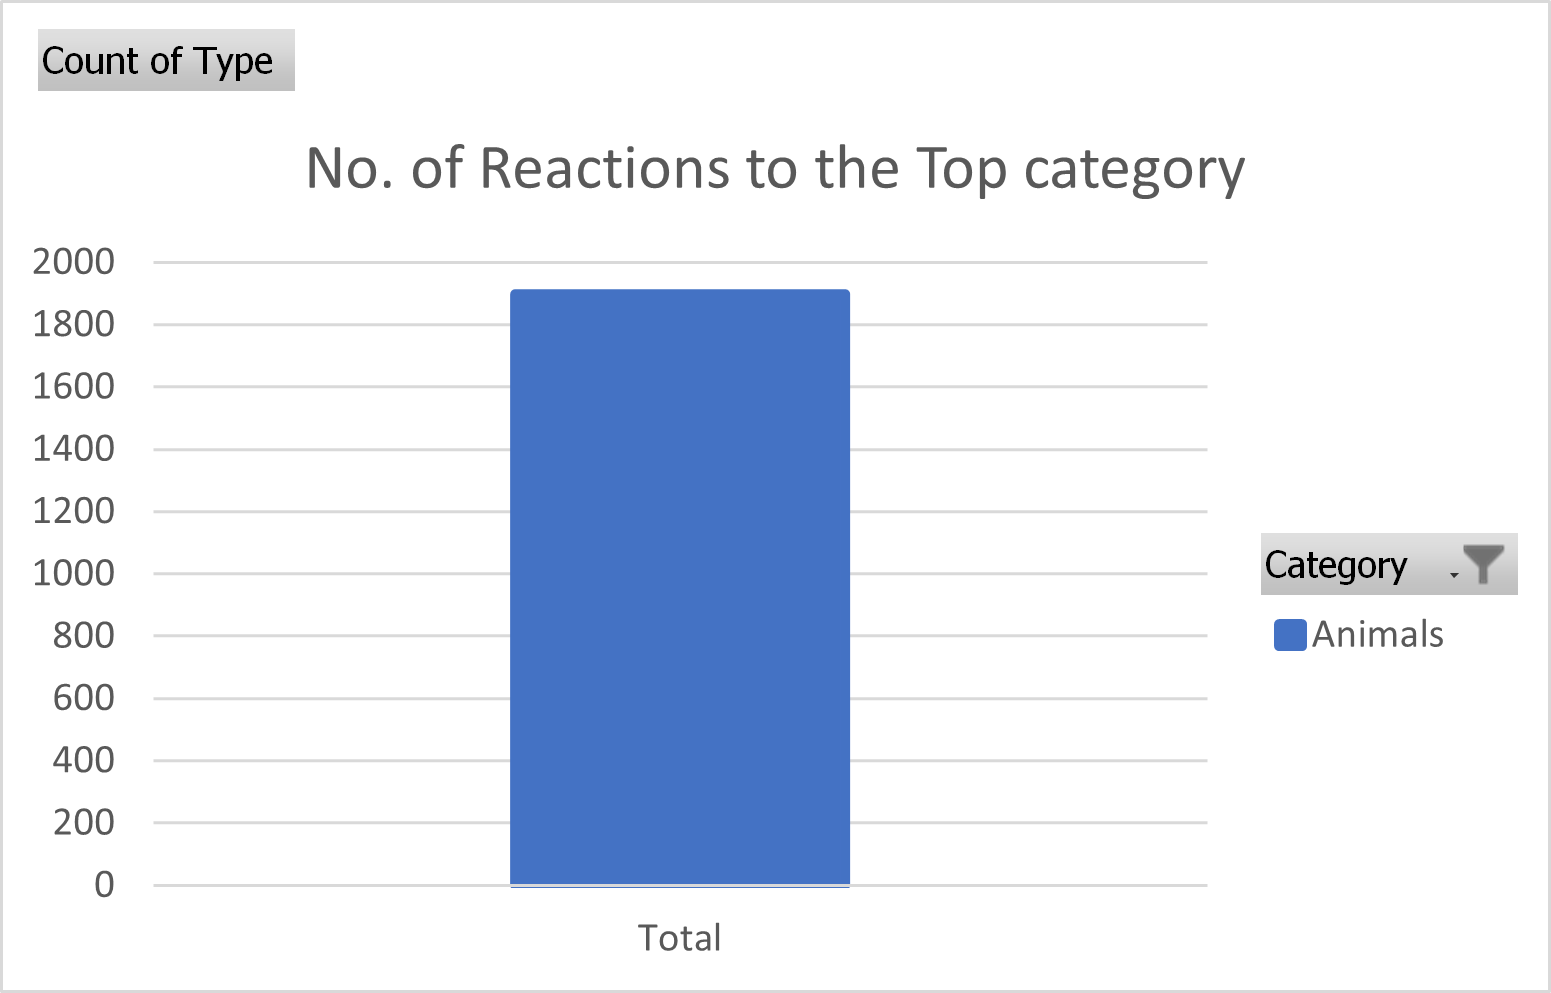 Count of Type
No. of Reactions to the Top category
2000
1800
1600
1400
1200
1000
800
600
400
200
0
Total
Category
Animals